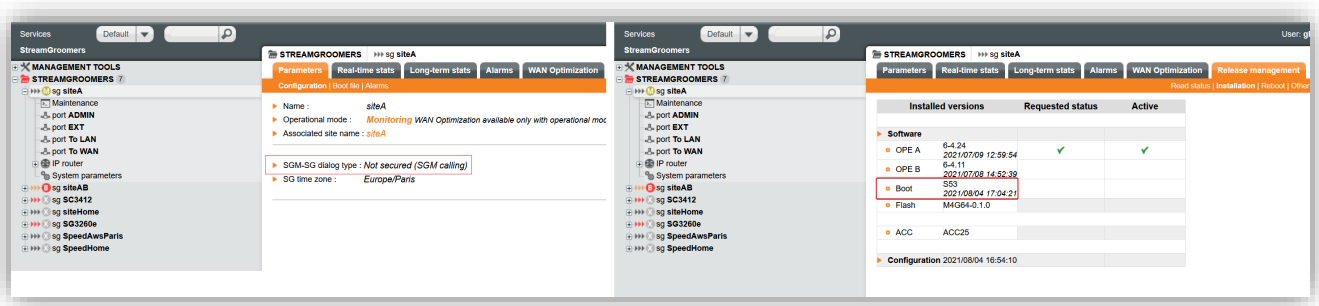 Services
Default
StreamGroomers
MANAGEMENT TOOLS
STREAMGROOMERS 7
sg siteA
Maintenance
port ADMIN
port EXT
port To LAN
port To WAN
IP router
System parameters
sg siteAB
sg SC3412
sg siteHome
sg SG3260e
sg SpeedAwsParis
sg SpeedHome
STREAMGROOMERS sg siteA
Parameters Real-time stats Long-term stats Alarms WAN Optimization
Configuration | Boot file | Alarms
Name : siteA
Operational mode : Monitoring WAN Optimization available only with operational mod
Associated site name : siteA
SGM-SG dialog type : Not secured (SGM calling)
SG time zone : Europe/Paris
Services
Default
User: gl
StreamGroomers
MANAGEMENT TOOLS
STREAMGROOMERS 7
sg siteA
Maintenance
port ADMIN
port EXT
port To LAN
port To WAN
IP router
System parameters
sg siteAB
sg SC3412
sg siteHome
sg SG3260e
sg SpeedAwsParis
sg SpeedHome
STREAMGROOMERS sg siteA
Parameters Real-time stats Long-term stats Alarms WAN Optimization Release management
Read status | Installation | Reboot | Other
Installed versions Requested status Active
Software
OPE A 6-4.24
2021/07/09 12:59:54
OPE B 6-4.11
2021/07/08 14:52:39
Boot S53
2021/08/04 17:04:21
Flash M4G64-0.1.0
ACC ACC25
Configuration 2021/08/04 16:54:10